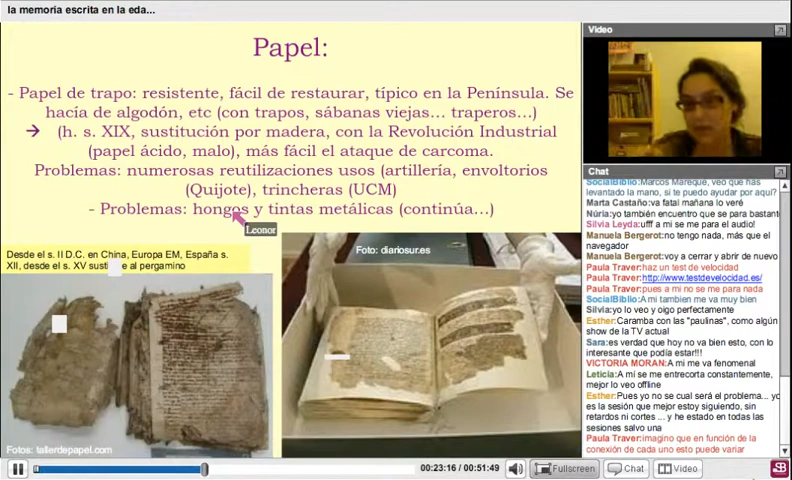 la memoria escrita en la eda...
Papel:
- Papel de trapo: resistente, fácil de restaurar, típico en la Península. Se
hacía de algodón, etc (con trapos, sábanas viejas... traperos...)
→ (h. s. XIX, sustitución por madera, con la Revolución Industrial
(papel ácido, malo), más fácil el ataque de carcoma.
Problemas: numerosas reutilizaciones usos (artillería, envoltorios
(Quijote), trincheras (UCM)
- Problemas: hongos y tintas metálicas (continúa...)
Leonor
Desde el s. II D.C. en China, Europa EM, España s.
XII, desde el s. XV susti e al pergamino
Fotos: tallerdepapel.com
Foto: diariosur.es
Video
Chat
SocialBiblio:Marcos Mareque, veo que has
levantado la mano, si te puedo ayudar por aquí?
Marta Castaño:va fatal mañana lo veré
Núria:yo también encuentro que se para bastant
Silvia Leyda:ufff a mi se me para el audio!
Manuela Bergerot:no tengo nada, más que el
navegador
Manuela Bergerot:voy a cerrar y abrir de nuevo
Paula Traver:haz un test de velocidad
Paula Traver:http://www.testdevelocidad.es/
Paula Traver:pues a mi no se me para nada
SocialBiblio:A mi tambien me va muy bien
Silvia:yo lo veo y oigo perfectamente
Esther:Caramba con las "paulinas", como algún
show de la TV actual
Sara:es verdad que hoy no va bien esto, con lo
interesante que podía estar!!!
VICTORIA MORAN:A mi me va fenomenal
Leticia:A mí se me entrecorta constantemente,
mejor lo veo offline
Esther:Pues yo no se cual será el problema... yo
es la sesión que mejor estoy siguiendo, sin
retardos ni cortes ... y he estado en todas las
sesiones salvo una
Paula Traver:imagino que en función de la
conexión de cada uno esto puede variar
00:23:16 / 00:51:49
Fullscreen
Chat
Video
SB